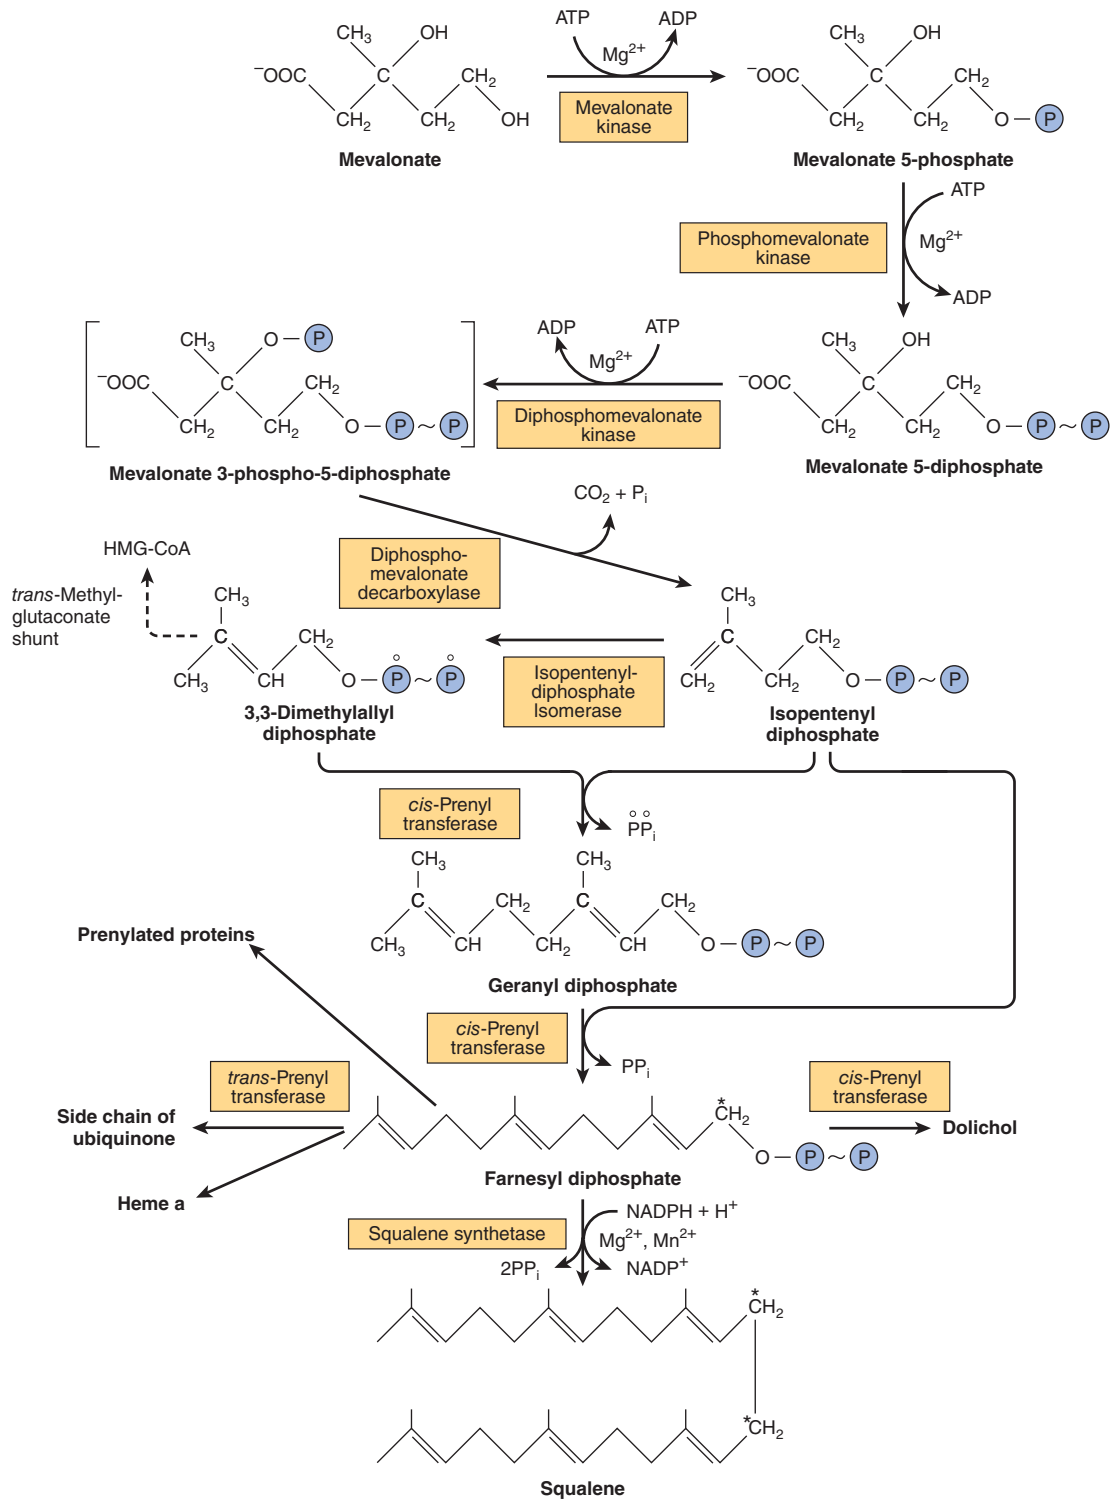 CH₃ OH
⁻OOC C CH₂
CH₂ CH₂ OH
Mevalonate
ATP ADP
Mg²⁺
Mevalonate
kinase
CH₃ OH
⁻OOC C CH₂
CH₂ CH₂ O – P
Mevalonate 5-phosphate
ATP
Mg²⁺
ADP
Phosphomevalonate
kinase
CH₃ OH
⁻OOC C CH₂
CH₂ CH₂ O – P ~ P
Mevalonate 5-diphosphate
ADP ATP
Mg²⁺
Diphosphomevalonate
kinase
CH₃ O – P
⁻OOC C CH₂
CH₂ CH₂ O – P ~ P
Mevalonate 3-phospho-5-diphosphate
CO₂ + Pᵢ
Diphospho-
mevalonate
decarboxylase
HMG-CoA
trans-Methyl-
glutaconate
shunt
CH₃
C CH₂
CH₃ CH O – P° ~ P°
3,3-Dimethylallyl
diphosphate
Isopentenyl-
diphosphate
Isomerase
CH₃
C CH₂
CH₂ CH₂ O – P ~ P
Isopentenyl
diphosphate
cis-Prenyl
transferase
P°P°ᵢ
CH₃ CH₃
C CH₂ C CH₂
CH₃ CH CH₂ CH O – P ~ P
Geranyl diphosphate
Prenylated proteins
cis-Prenyl
transferase
PPᵢ
trans-Prenyl
transferase
cis-Prenyl
transferase
Side chain of
ubiquinone
Heme a
*CH₂
O – P ~ P
Dolichol
Farnesyl diphosphate
Squalene synthetase
NADPH + H⁺
Mg²⁺, Mn²⁺
2PPᵢ NADP⁺
*CH₂
*CH₂
Squalene